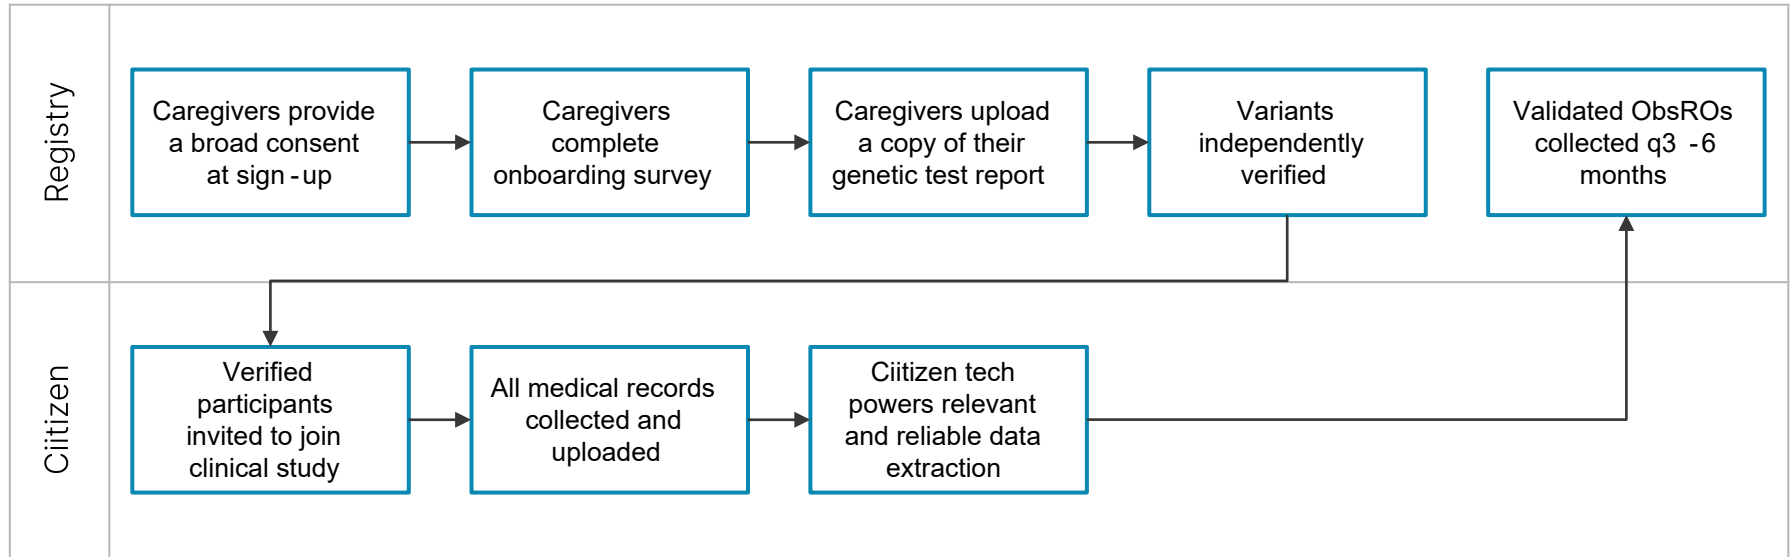 Registry
Caregivers provide
a broad consent
at sign-up
Caregivers
complete
onboarding survey
Caregivers upload
a copy of their
genetic test report
Variants
independently
verified
Validated ObsROs
collected q3 -6
months
Ciitizen
Verified
participants
invited to join
clinical study
All medical records
collected and
uploaded
Ciitizen tech
powers relevant
and reliable data
extraction